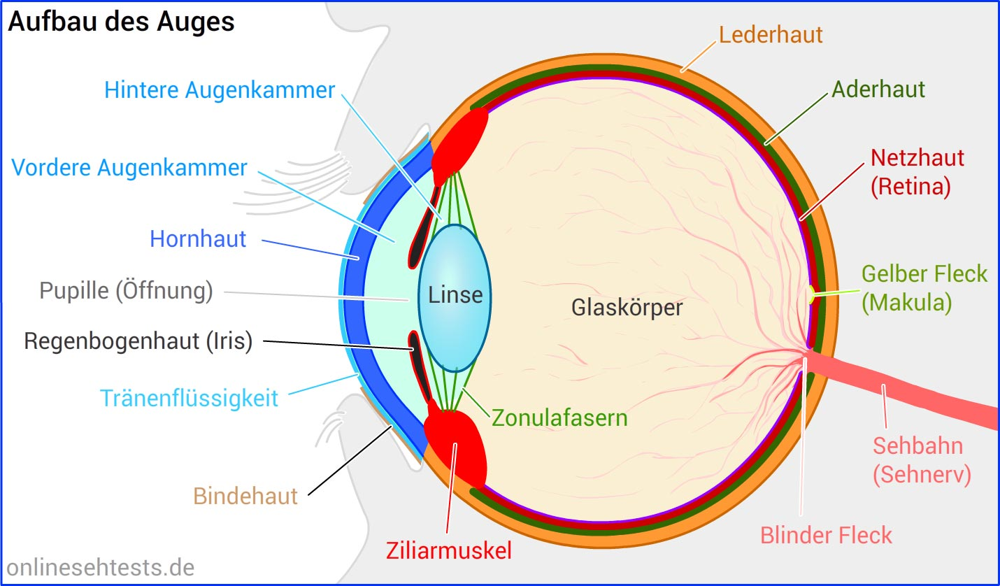 Aufbau des Auges
Lederhaut
Hintere Augenkammer
Aderhaut
Vordere Augenkammer
Netzhaut
(Retina)
Hornhaut
Gelber Fleck
(Makula)
Pupille (Öffnung)
Linse
Glaskörper
Regenbogenhaut (Iris)
Tränenflüssigkeit
Zonulafasern
Sehbahn
(Sehnerv)
Bindehaut
Blinder Fleck
Ziliarmuskel
onlinesehtests.de